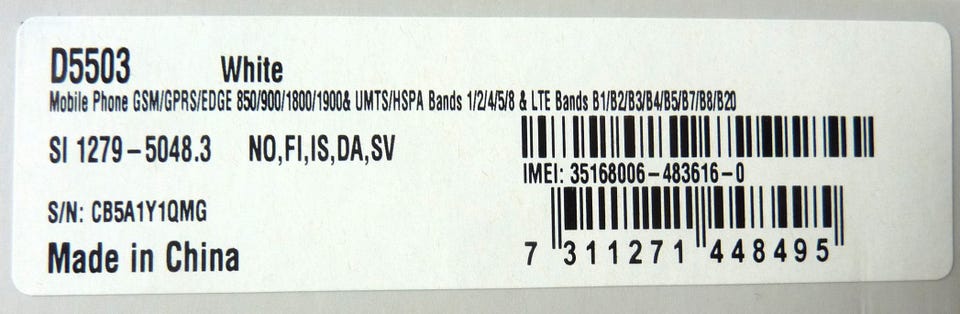 D5503 White
Mobile Phone GSM/GPRS/EDGE 850/900/1800/1900& UMTS/HSPA Bands 1/2/4/5/8 & LTE Bands B1/B2/B3/B4/B5/B7/B8/B20
SI 1279-5048.3 NO,FI,IS,DA,SV
IMEI: 35168006-483616-0
S/N: CB5A1Y1QMG
Made in China
7 311271 448495